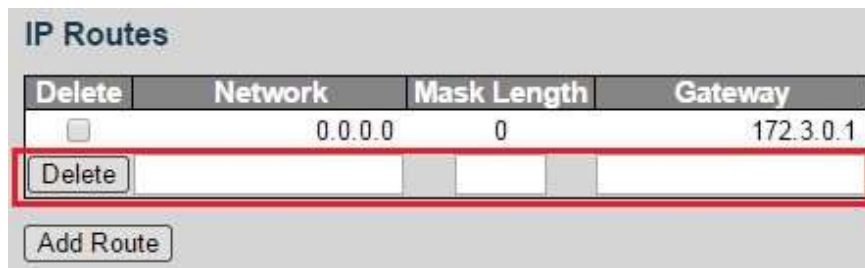 IP Routes
Delete Network Mask Length Gateway
0.0.0.0 0 172.3.0.1
Delete
Add Route